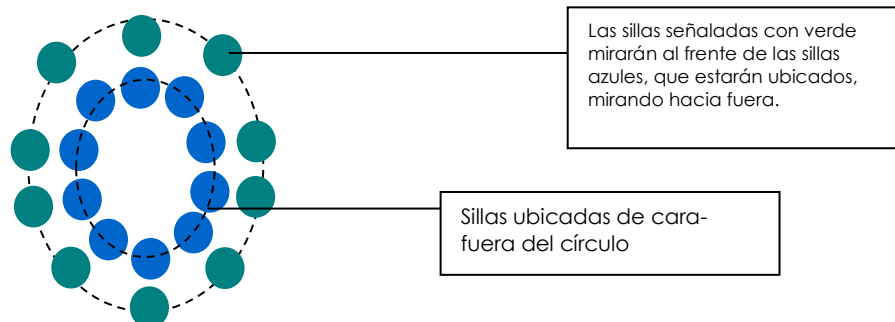 Las sillas señaladas con verde
mirarán al frente de las sillas
azules, que estarán ubicados,
mirando hacia fuera.
Sillas ubicadas de cara-
fuera del círculo